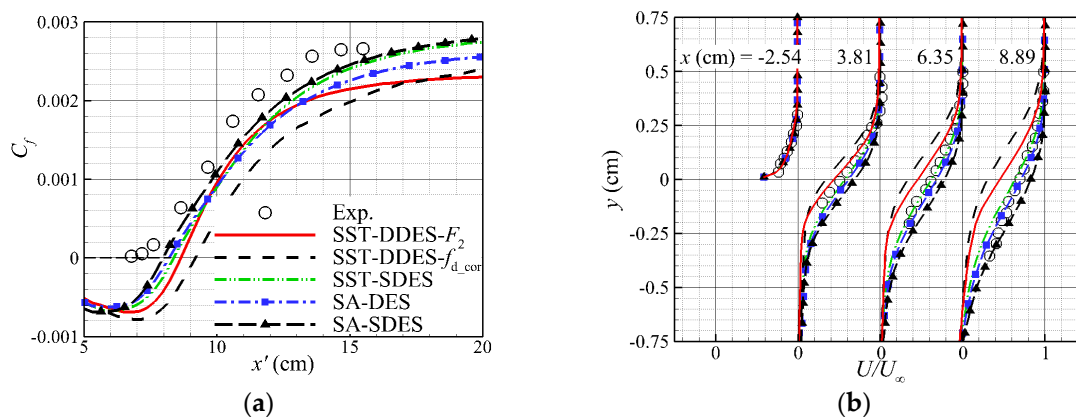 0.003
0.002
0.001
0
-0.001
C_f
5
10
15
20
x' (cm)
Exp.
SST-DDES-F_2
SST-DDES-f_d_cor
SST-SDES
SA-DES
SA-SDES
(a)
0.75
0.5
0.25
0
-0.25
-0.5
-0.75
y (cm)
x (cm) = -2.54 3.81 6.35 8.89
0 0 0 0 1
U/U_∞
(b)